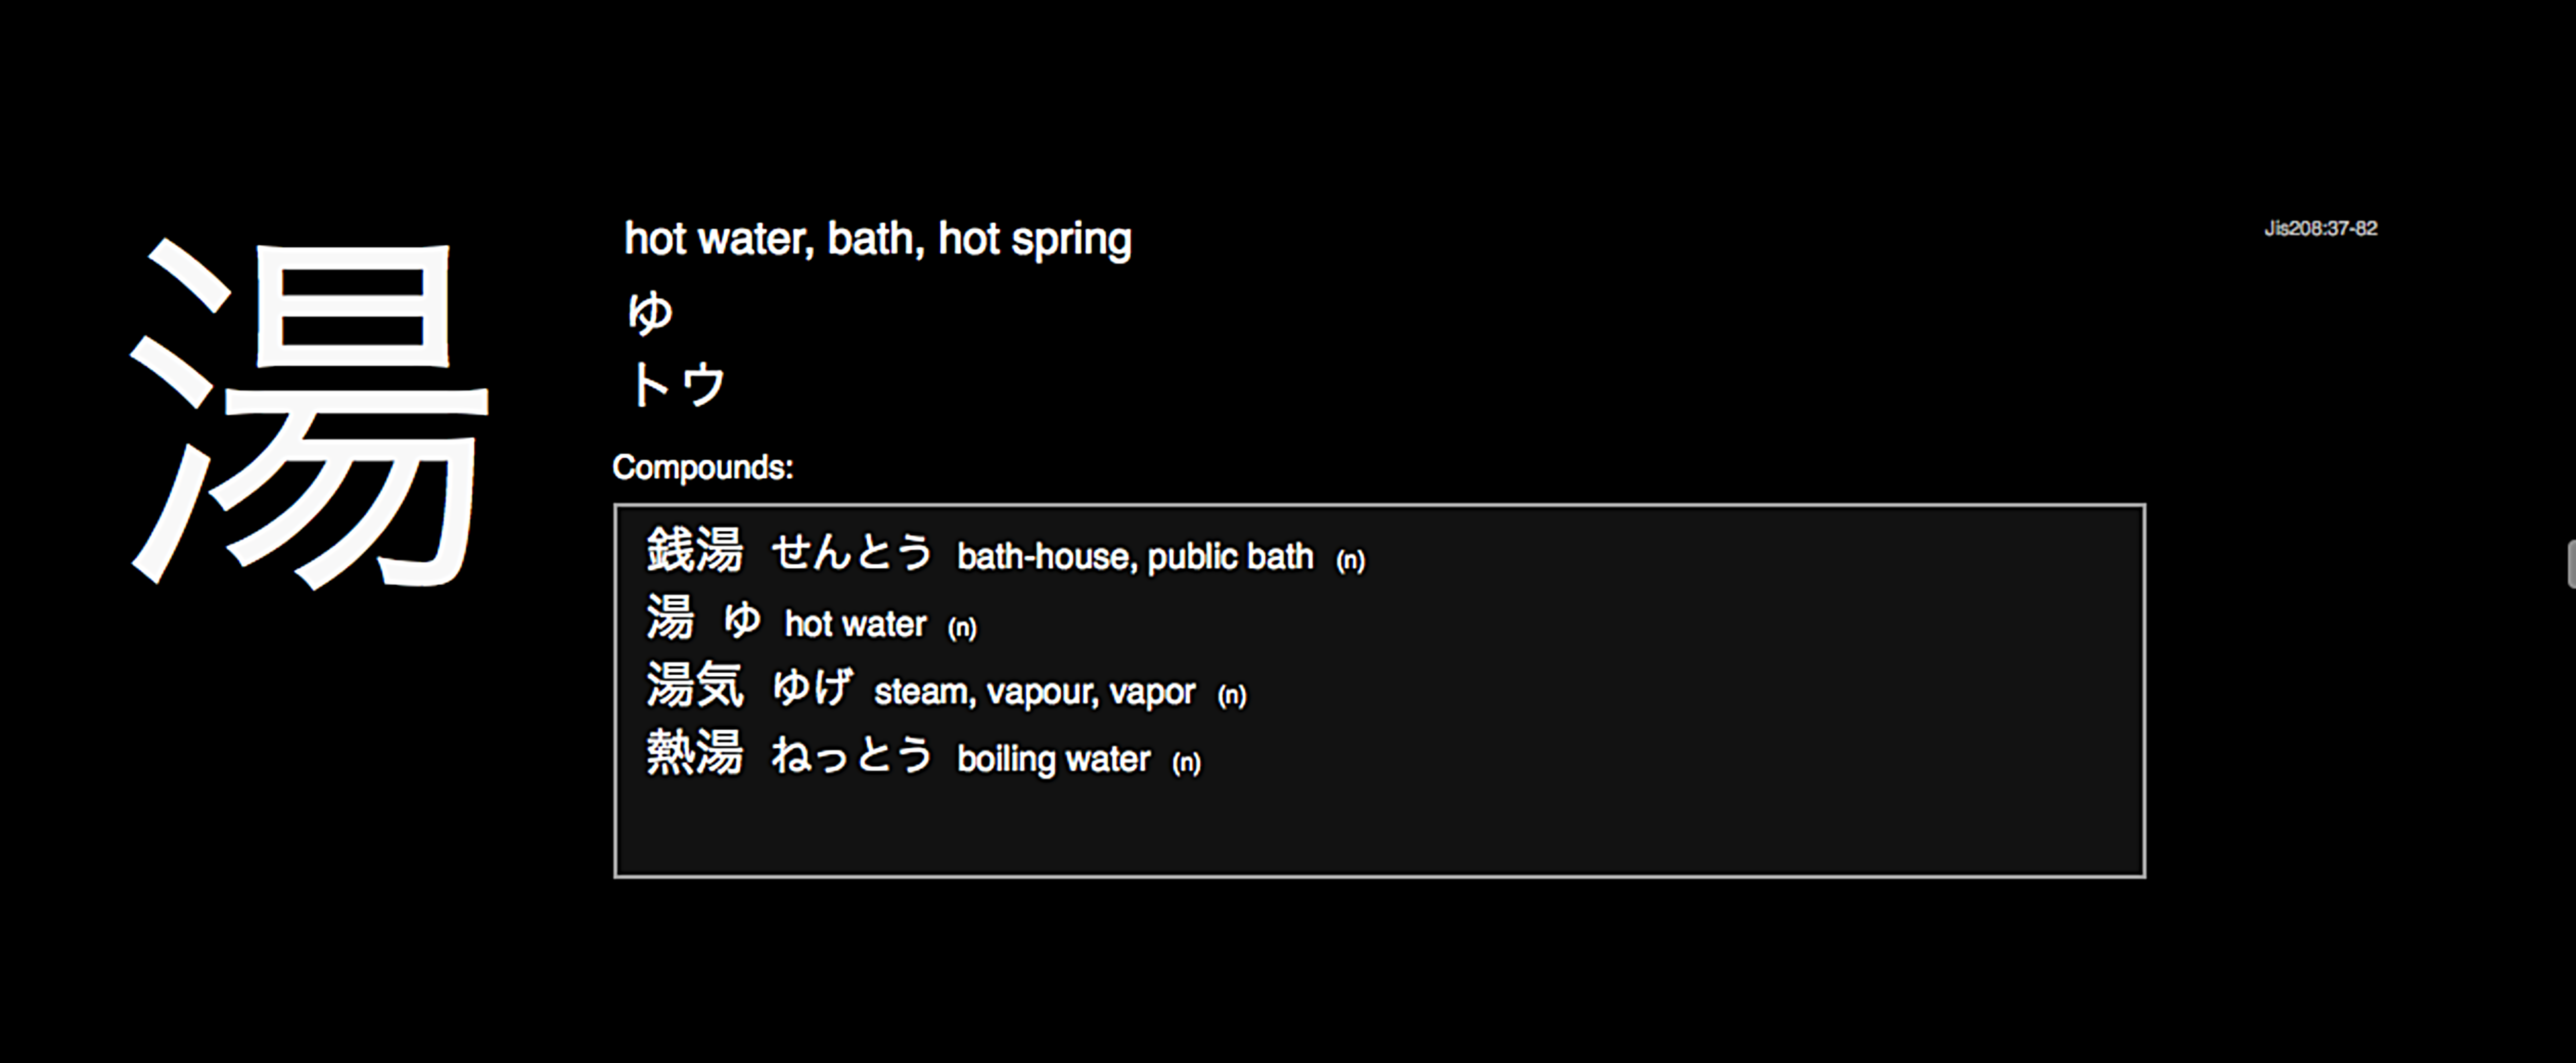 湯
hot water, bath, hot spring
ゆ
トウ
Jis208:37-82
Compounds:
銭湯 せんとう bath-house, public bath (n)
湯 ゆ hot water (n)
湯気 ゆげ steam, vapour, vapor (n)
熱湯 ねっとう boiling water (n)